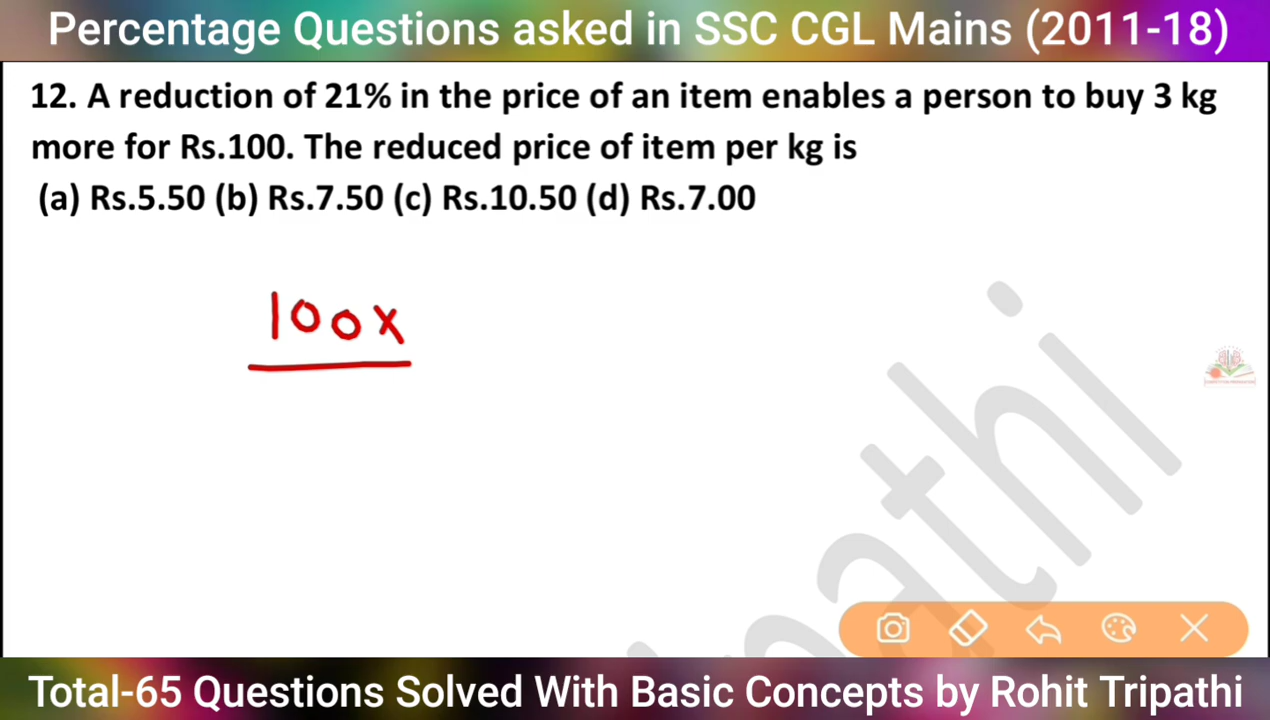 Percentage Questions asked in SSC CGL Mains (2011-18)
12. A reduction of 21% in the price of an item enables a person to buy 3 kg
more for Rs.100. The reduced price of item per kg is
(a) Rs.5.50 (b) Rs.7.50 (c) Rs.10.50 (d) Rs.7.00
100x
Total-65 Questions Solved With Basic Concepts by Rohit Tripathi